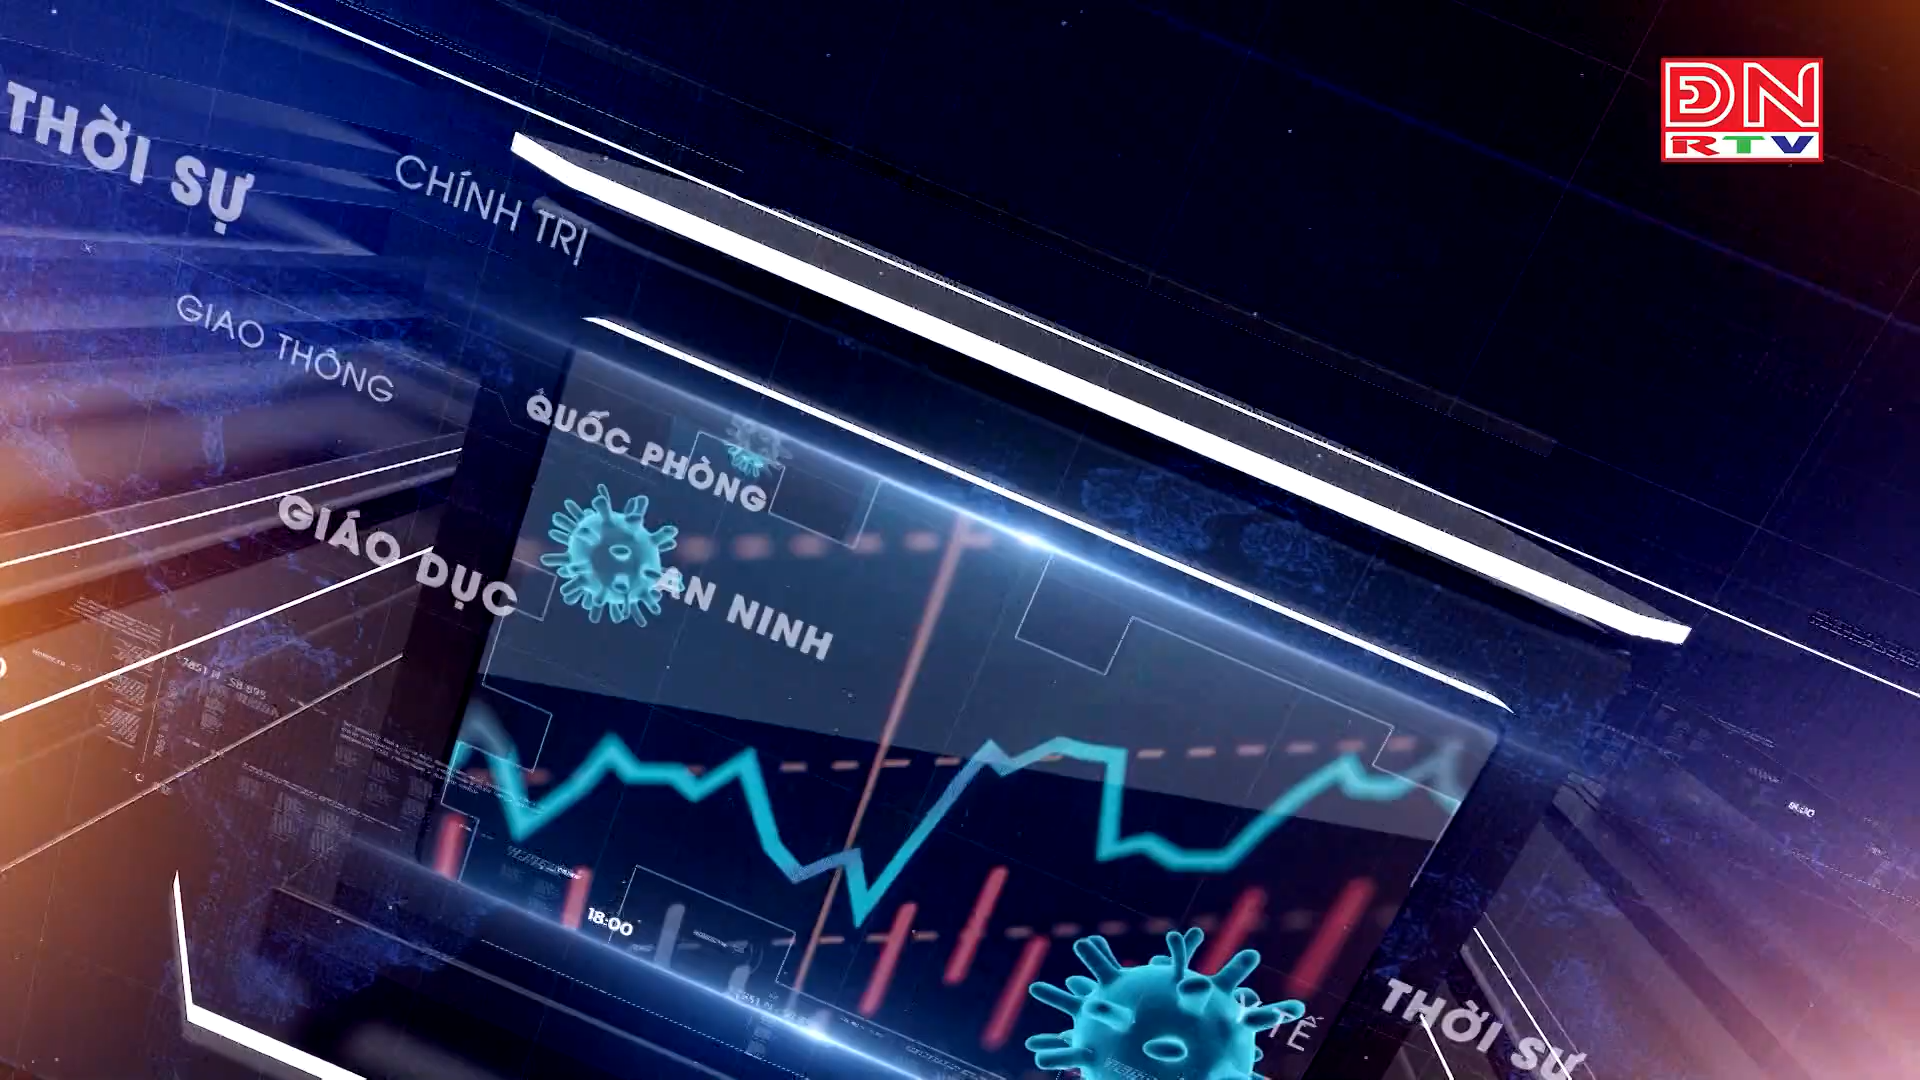 ĐN
RTV
THỜI SỰ
CHÍNH TRỊ
GIAO THÔNG
QUỐC PHÒNG
GIÁO DỤC
AN NINH
18:00
Y TẾ
THỜI SỰ